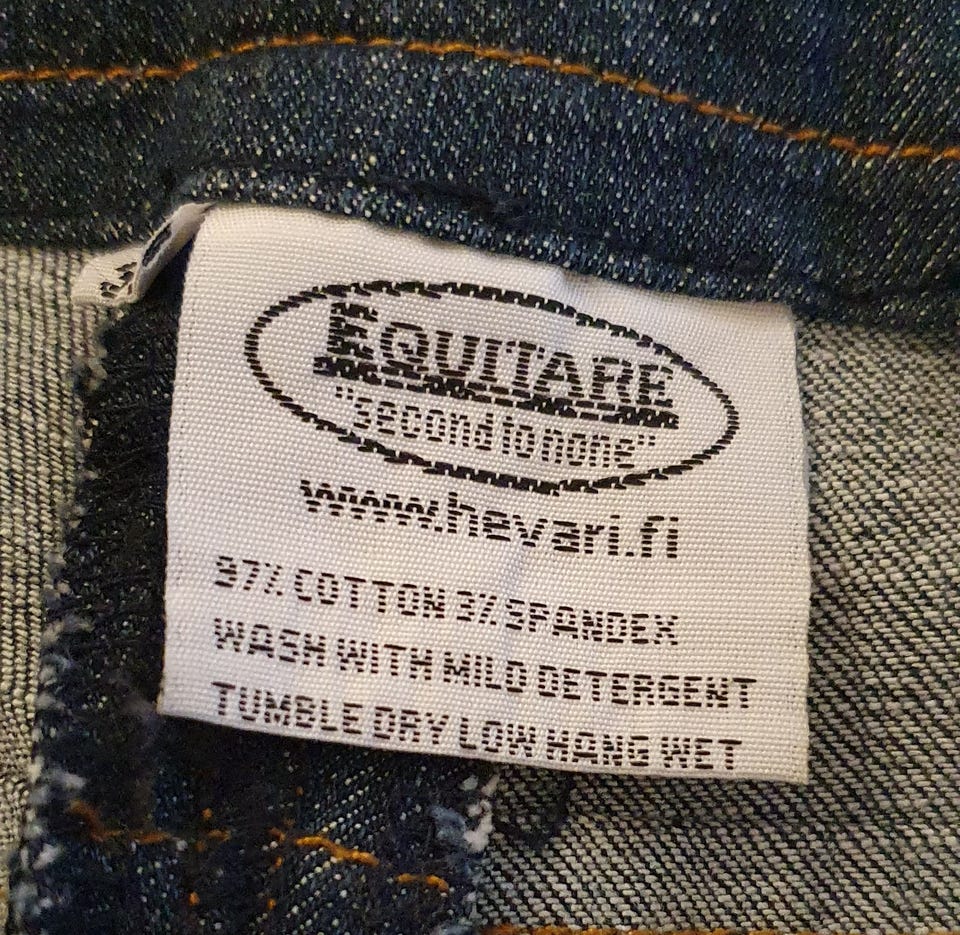 EQUITARE
"second to none"
www.hevari.fi
97% COTTON 3% SPANDEX
WASH WITH MILD DETERGENT
TUMBLE DRY LOW HANG WET